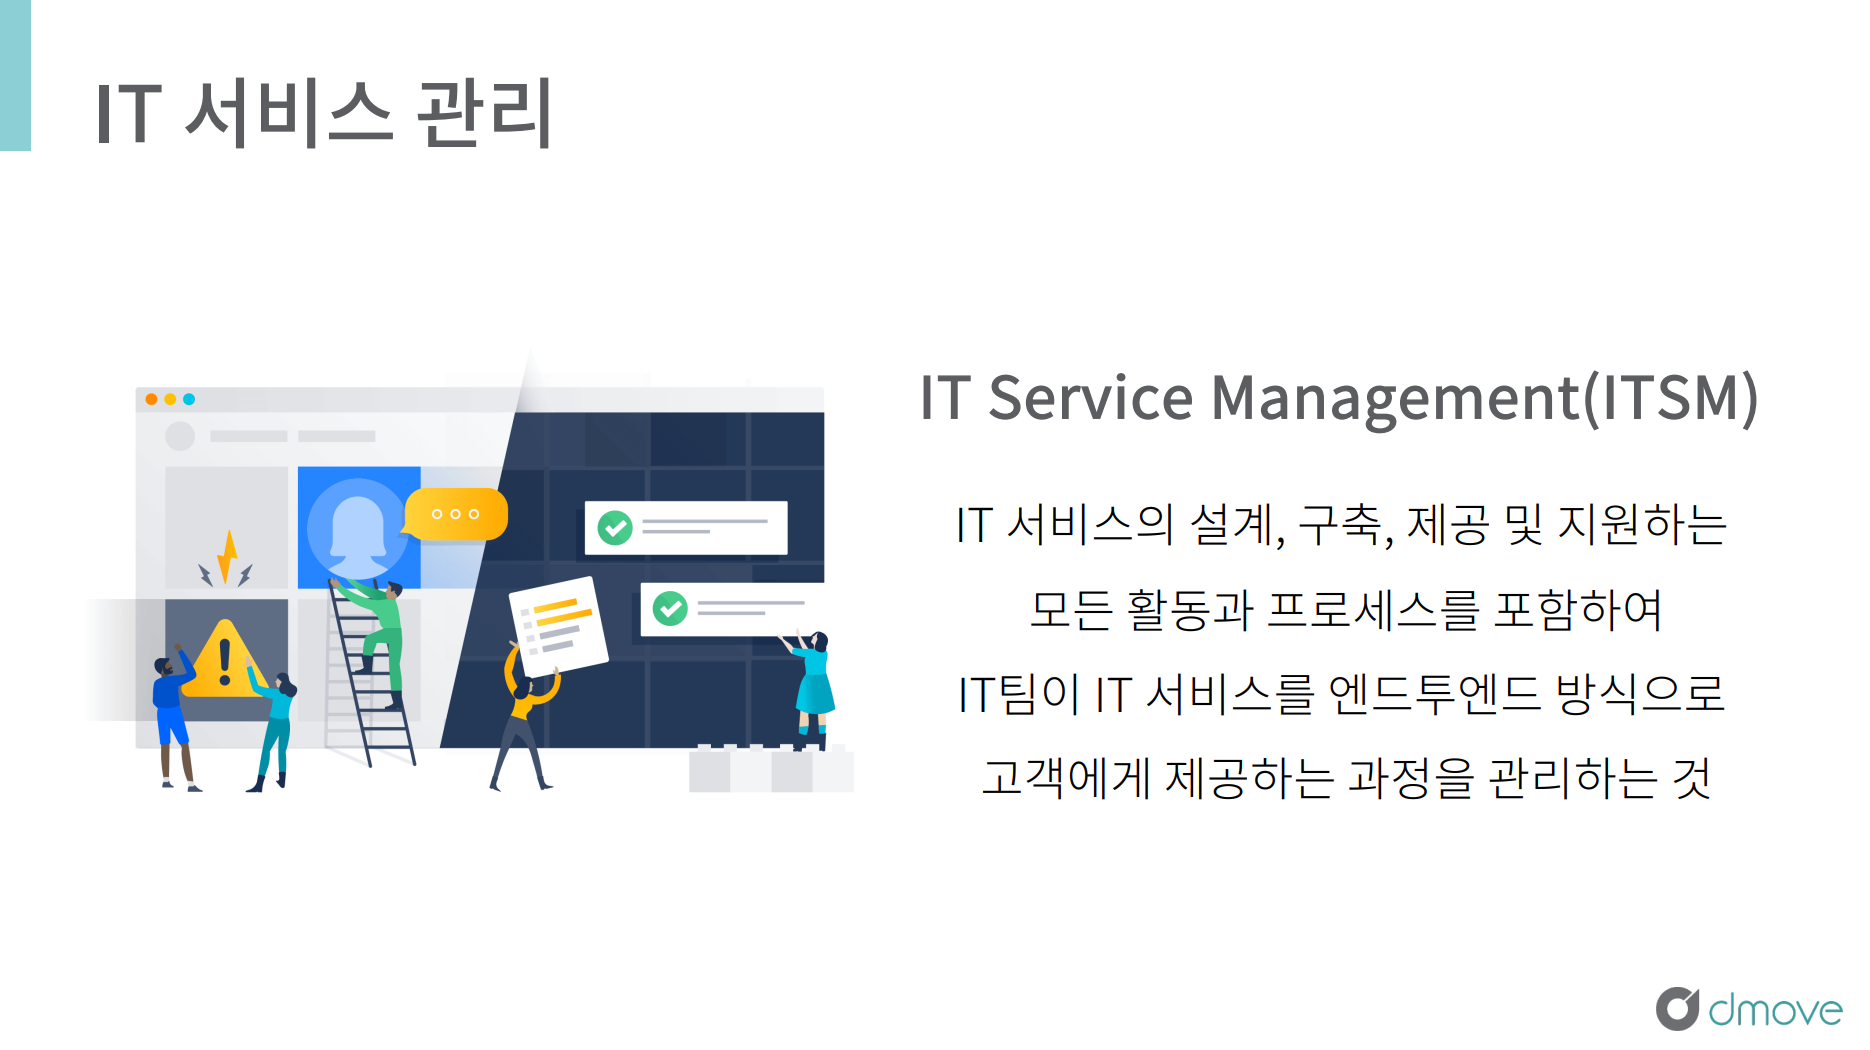 IT 서비스 관리
IT Service Management(ITSM)
IT 서비스의 설계, 구축, 제공 및 지원하는
모든 활동과 프로세스를 포함하여
IT팀이 IT 서비스를 엔드투엔드 방식으로
고객에게 제공하는 과정을 관리하는 것
dmove